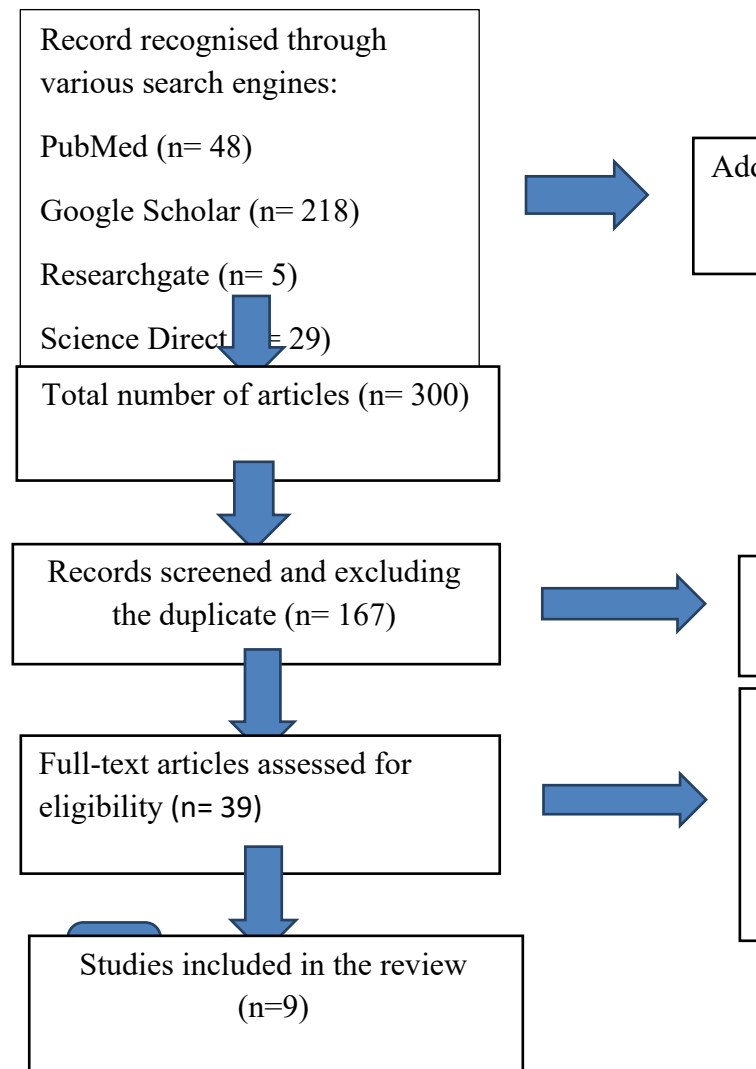 Record recognised through
various search engines:
PubMed (n= 48)
Google Scholar (n= 218)
Researchgate (n= 5)
Science Direct = 29)
Total number of articles (n= 300)
Records screened and excluding
the duplicate (n= 167)
Full-text articles assessed for
eligibility (n= 39)
Studies included in the review
(n=9)